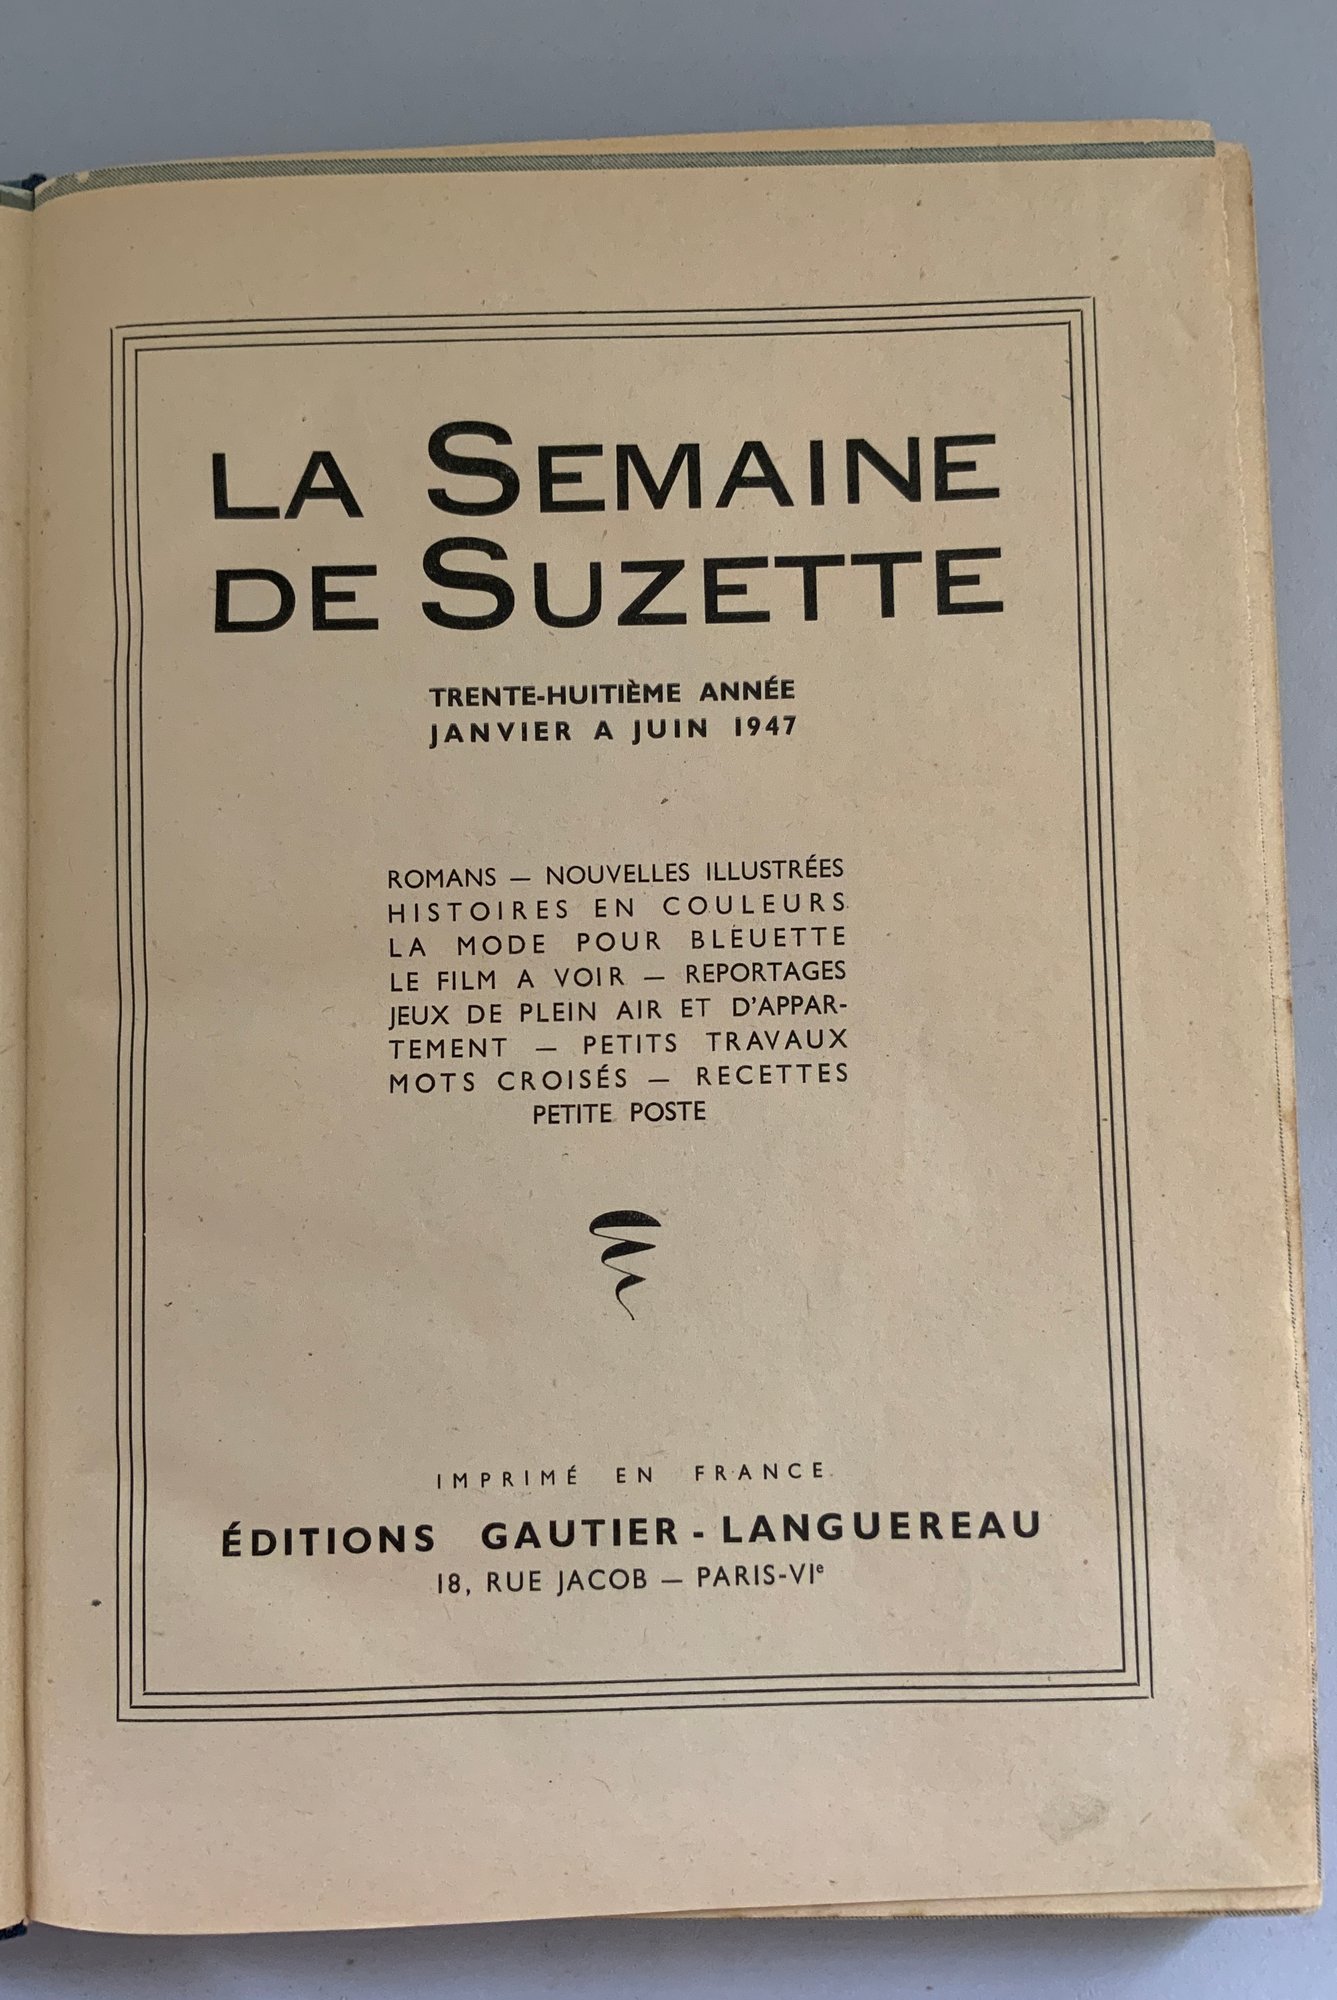 LA SEMAINE
DE SUZETTE
TRENTE-HUITIÈME ANNÉE
JANVIER A JUIN 1947
ROMANS — NOUVELLES ILLUSTRÉES
HISTOIRES EN COULEURS
LA MODE POUR BLEUETTE
LE FILM A VOIR — REPORTAGES
JEUX DE PLEIN AIR ET D'APPAR-
TEMENT — PETITS TRAVAUX
MOTS CROISÉS — RECETTES
PETITE POSTE
IMPRIMÉ EN FRANCE
ÉDITIONS GAUTIER-LANGUEREAU
18, RUE JACOB — PARIS-VIᵉ